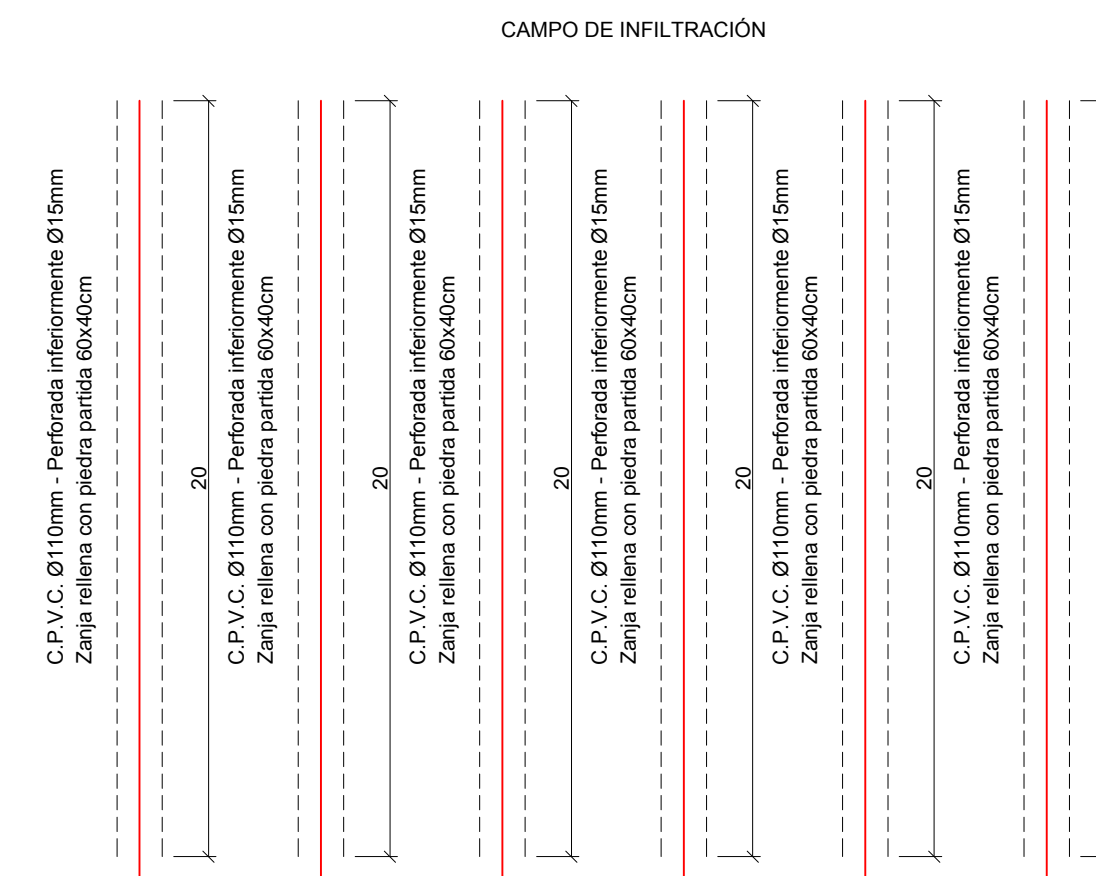 CAMPO DE INFILTRACIÓN
C.P.V.C. Ø110mm - Perforada inferiormente Ø15mm
Zanja rellena con piedra partida 60x40cm
20
C.P.V.C. Ø110mm - Perforada inferiormente Ø15mm
Zanja rellena con piedra partida 60x40cm
20
C.P.V.C. Ø110mm - Perforada inferiormente Ø15mm
Zanja rellena con piedra partida 60x40cm
20
C.P.V.C. Ø110mm - Perforada inferiormente Ø15mm
Zanja rellena con piedra partida 60x40cm
20
C.P.V.C. Ø110mm - Perforada inferiormente Ø15mm
Zanja rellena con piedra partida 60x40cm
20
C.P.V.C. Ø110mm - Perforada inferiormente Ø15mm
Zanja rellena con piedra partida 60x40cm